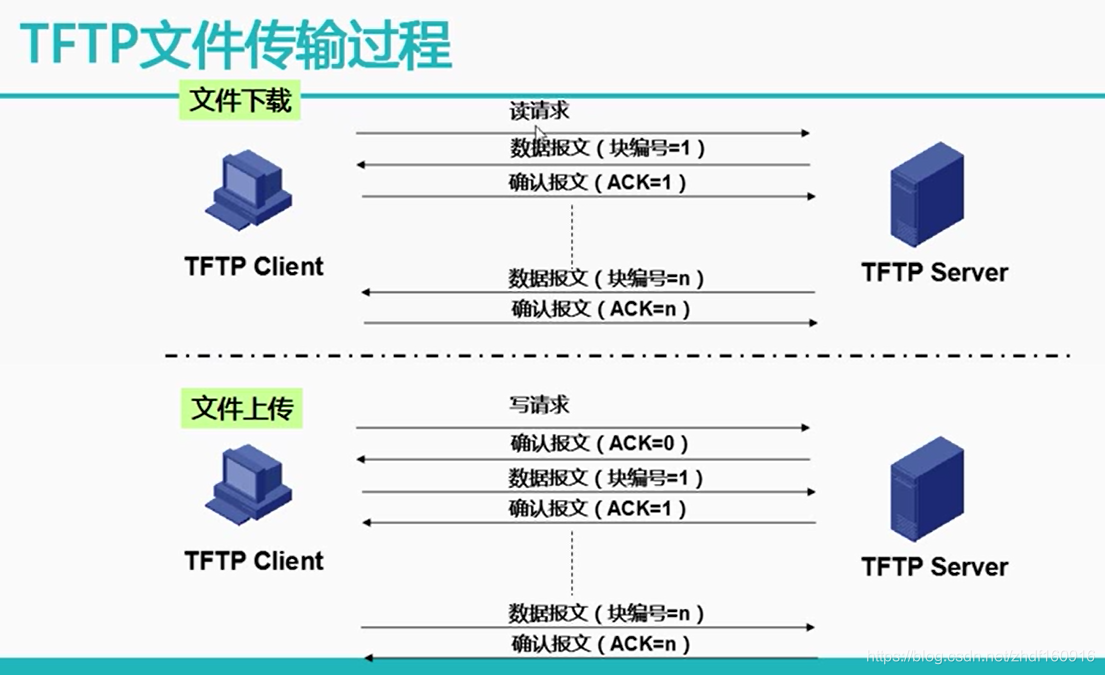 TFTP文件传输过程
文件下载
读请求
数据报文（块编号=1）
确认报文（ACK=1）
TFTP Client
TFTP Server
数据报文（块编号=n）
确认报文（ACK=n）
文件上传
写请求
确认报文（ACK=0）
数据报文（块编号=1）
确认报文（ACK=1）
TFTP Client
TFTP Server
数据报文（块编号=n）
确认报文（ACK=n）
https://blog.csdn.net/zhdf160916